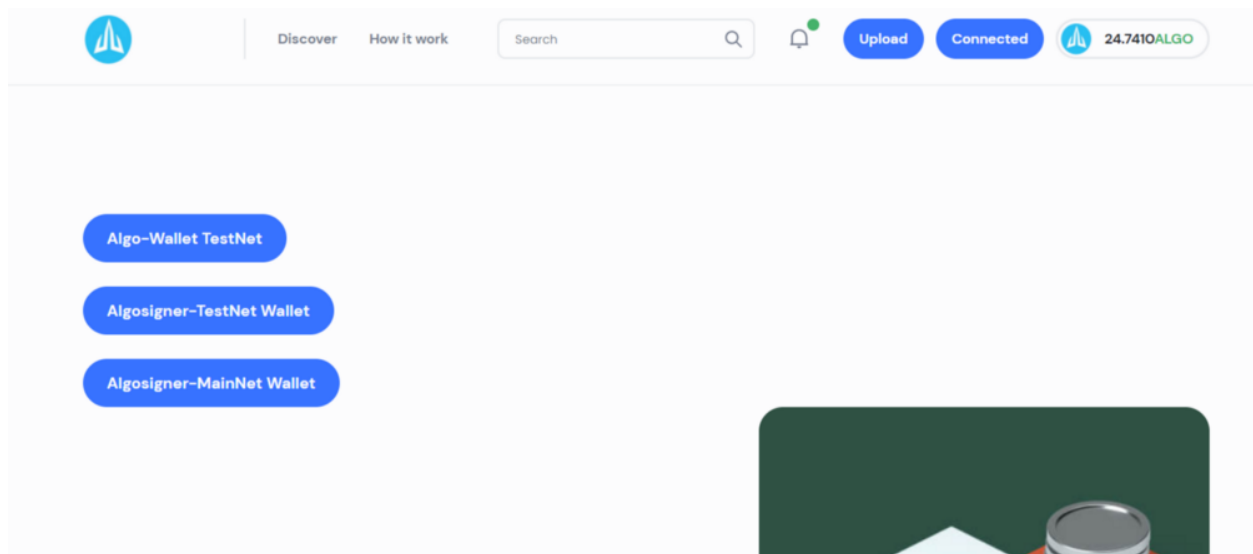 Discover How it work Search Upload Connected 24.7410ALGO
Algo-Wallet TestNet
Algosigner-TestNet Wallet
Algosigner-MainNet Wallet